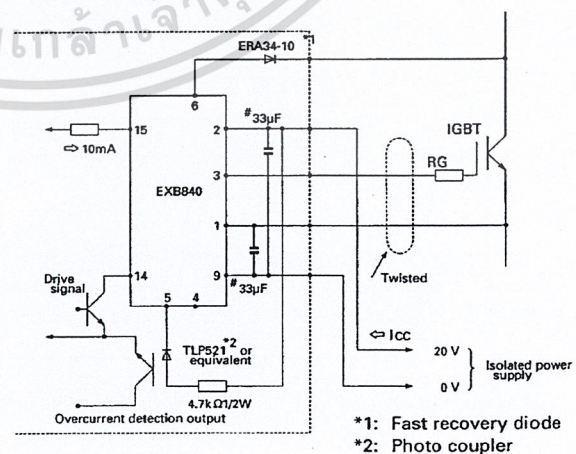 ERA34-10
*1
6
15
⇨ 10mA
2
# 33µF
IGBT
RG
3
EXB840
1
Drive signal
14
9
# 33µF
Twisted
5
4
TLP521*2 or equivalent
⇦ Icc
20 V
0 V
Isolated power supply
4.7k Ω1/2W
Overcurrent detection output
*1: Fast recovery diode
*2: Photo coupler